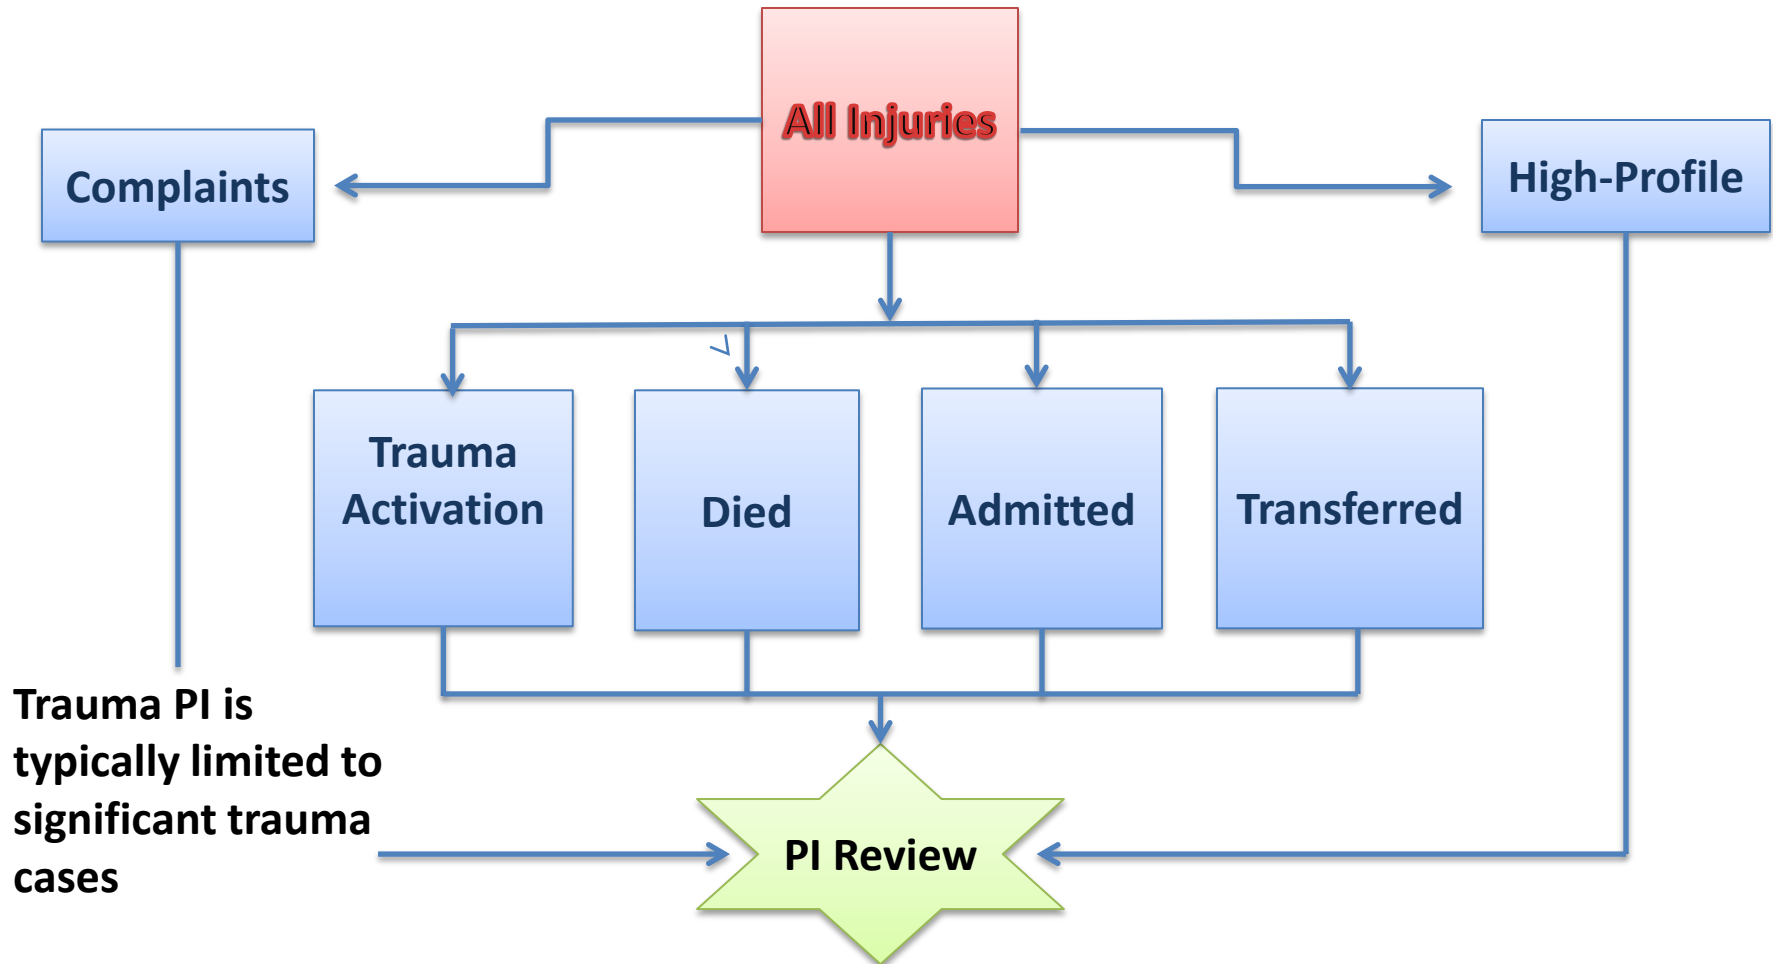 All Injuries
Complaints
High-Profile
Trauma
Activation
Died
Admitted
Transferred
Trauma PI is
typically limited to
significant trauma
cases
PI Review